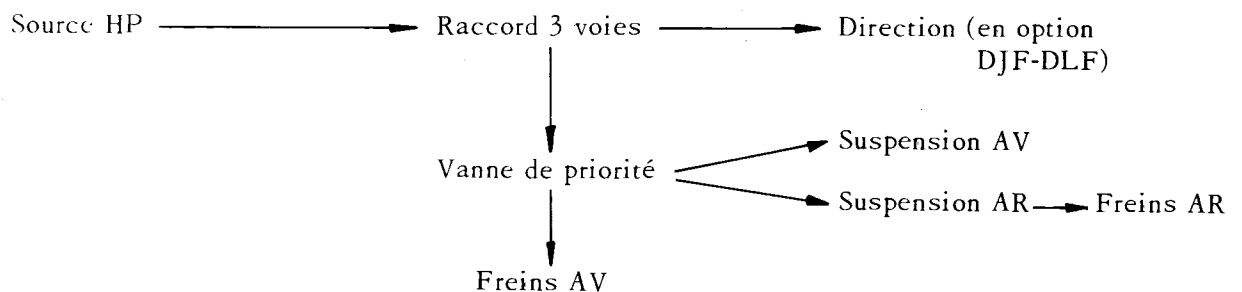 Source HP
Raccord 3 voies
Direction (en option
DJF-DLF)
Suspension AV
Vanne de priorité
Suspension AR
Freins AR
Freins AV